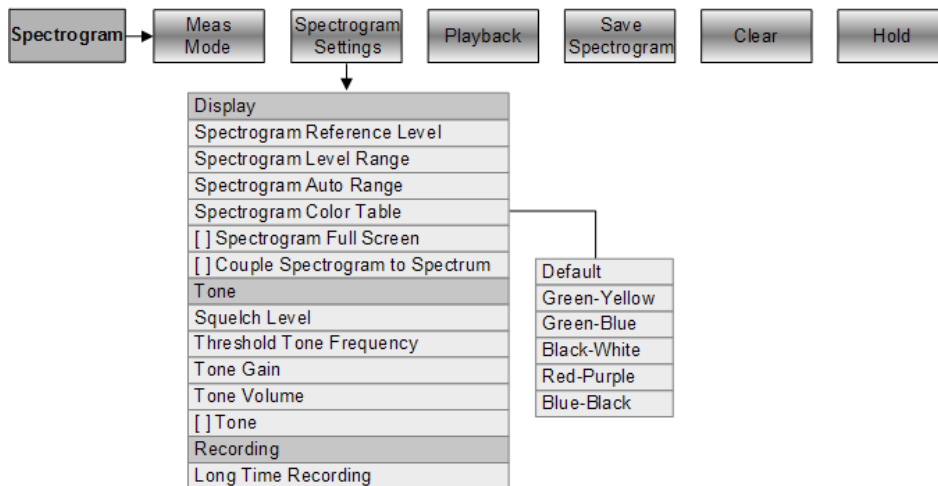 Spectrogram
Meas
Mode
Spectrogram
Settings
Playback
Save
Spectrogram
Clear
Hold
Display
Spectrogram Reference Level
Spectrogram Level Range
Spectrogram Auto Range
Spectrogram Color Table
[ ] Spectrogram Full Screen
[ ] Couple Spectrogram to Spectrum
Tone
Squelch Level
Threshold Tone Frequency
Tone Gain
Tone Volume
[ ] Tone
Recording
Long Time Recording
Default
Green-Yellow
Green-Blue
Black-White
Red-Purple
Blue-Black